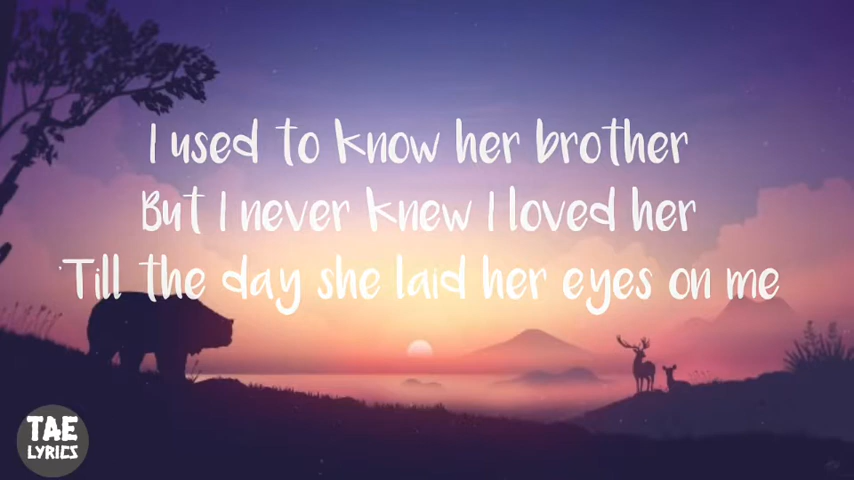 I used to know her brother
But I never knew I loved her
Till the day she laid her eyes on me
TAE
LYRICS